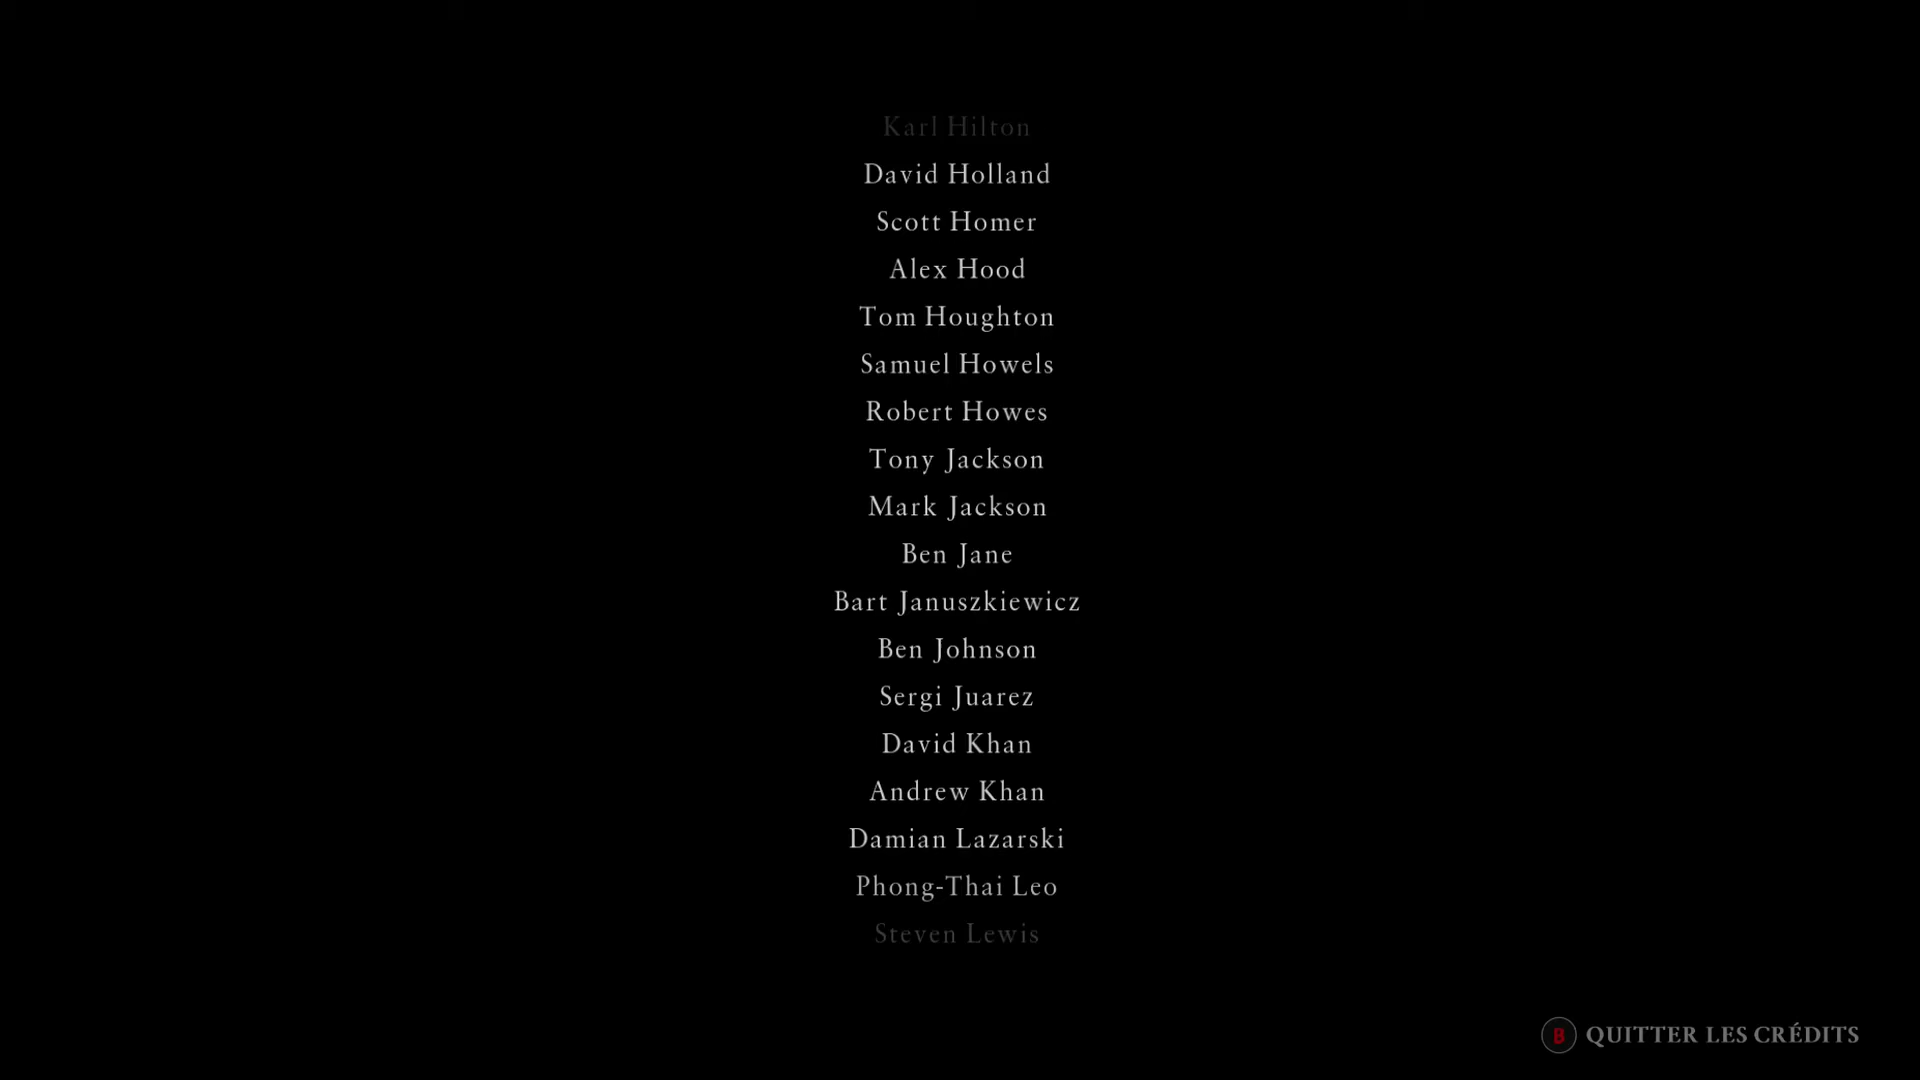 Karl Hilton
David Holland
Scott Homer
Alex Hood
Tom Houghton
Samuel Howels
Robert Howes
Tony Jackson
Mark Jackson
Ben Jane
Bart Januszkiewicz
Ben Johnson
Sergi Juarez
David Khan
Andrew Khan
Damian Lazarski
Phong-Thai Leo
Steven Lewis
B QUITTER LES CRÉDITS